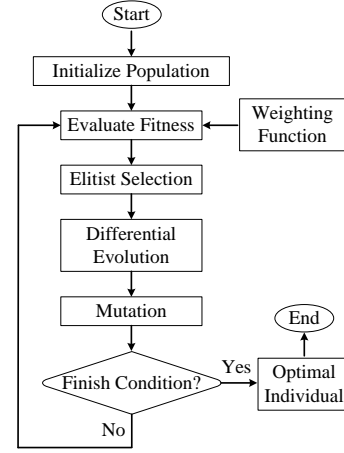 Start
Initialize Population
Evaluate Fitness
Weighting
Function
Elitist Selection
Differential
Evolution
Mutation
Finish Condition?
Yes
No
Optimal
Individual
End